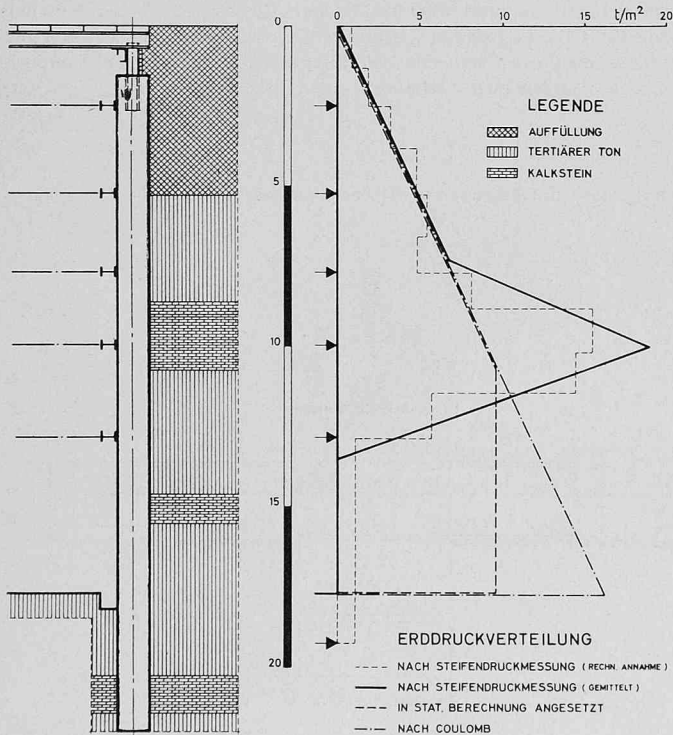 0
5
10
15
20
0
5
10
15
t/m²
20
LEGENDE
AUFFÜLLUNG
TERTIÄRER TON
KALKSTEIN
ERDDRUCKVERTEILUNG
NACH STEIFENDRUCKMESSUNG (RECHN. ANNAHME)
NACH STEIFENDRUCKMESSUNG (GEMITTELT)
IN STAT. BERECHNUNG ANGESETZT
NACH COULOMB